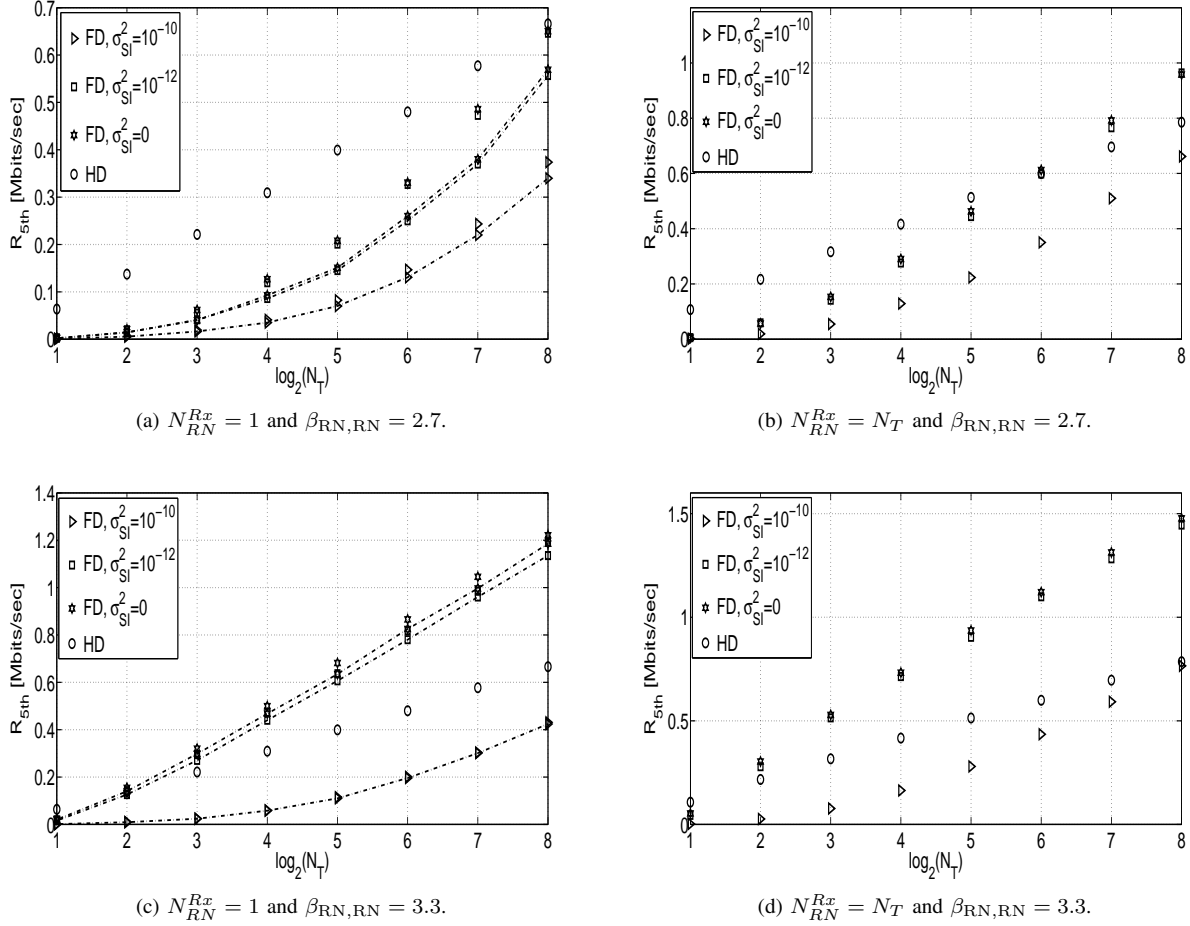 0.7
0.6
0.5
0.4
0.3
0.2
0.1
0
R5th [Mbits/sec]
FD, σ²SI=10⁻¹⁰
FD, σ²SI=10⁻¹²
FD, σ²SI=0
HD
1 2 3 4 5 6 7 8
log2(NT)
(a) N^Rx_RN = 1 and βRN,RN = 2.7.
1
0.8
0.6
0.4
0.2
0
R5th [Mbits/sec]
FD, σ²SI=10⁻¹⁰
FD, σ²SI=10⁻¹²
FD, σ²SI=0
HD
1 2 3 4 5 6 7 8
log2(NT)
(b) N^Rx_RN = NT and βRN,RN = 2.7.
1.4
1.2
1
0.8
0.6
0.4
0.2
0
R5th [Mbits/sec]
FD, σ²SI=10⁻¹⁰
FD, σ²SI=10⁻¹²
FD, σ²SI=0
HD
1 2 3 4 5 6 7 8
log2(NT)
(c) N^Rx_RN = 1 and βRN,RN = 3.3.
1.5
1
0.5
0
R5th [Mbits/sec]
FD, σ²SI=10⁻¹⁰
FD, σ²SI=10⁻¹²
FD, σ²SI=0
HD
1 2 3 4 5 6 7 8
log2(NT)
(d) N^Rx_RN = NT and βRN,RN = 3.3.